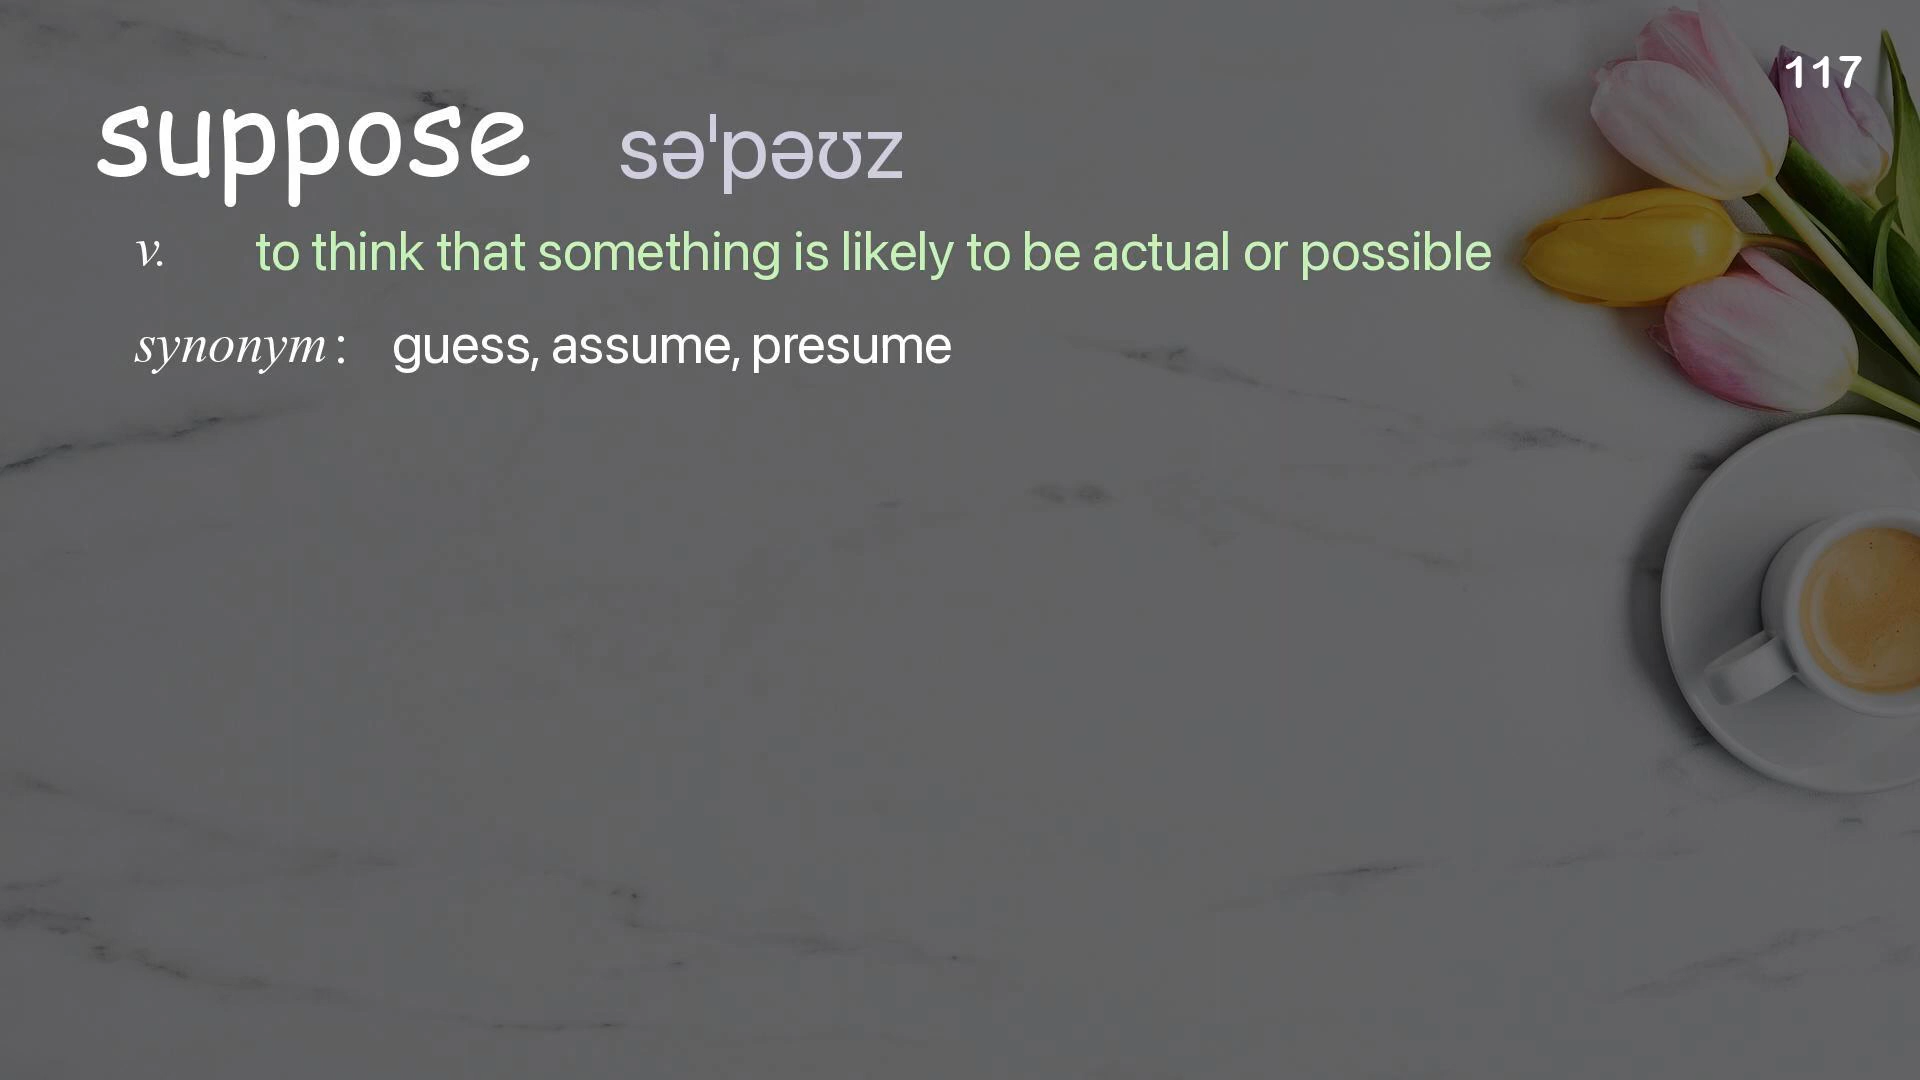 117
suppose səˈpəʊz
v. to think that something is likely to be actual or possible
synonym: guess, assume, presume